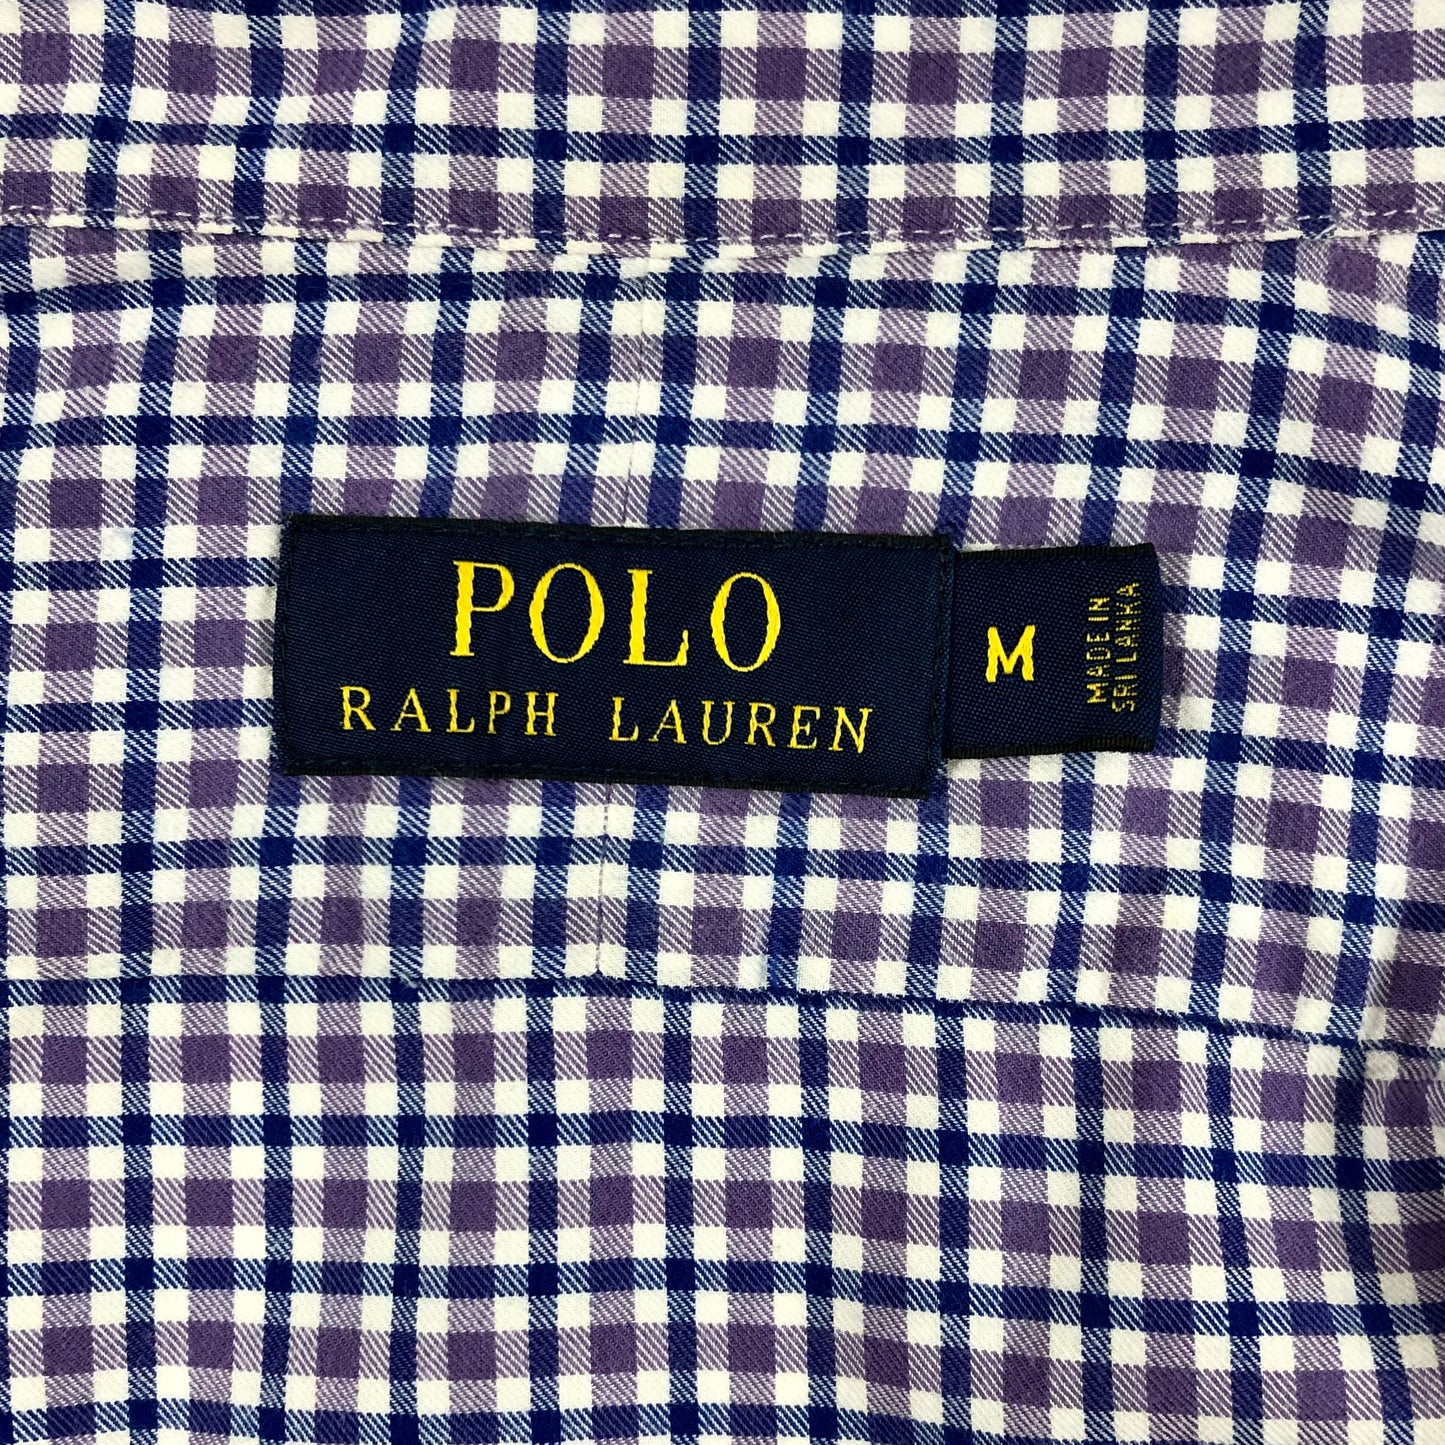 POLO
RALPH LAUREN
M
MADE IN
SRI LANKA